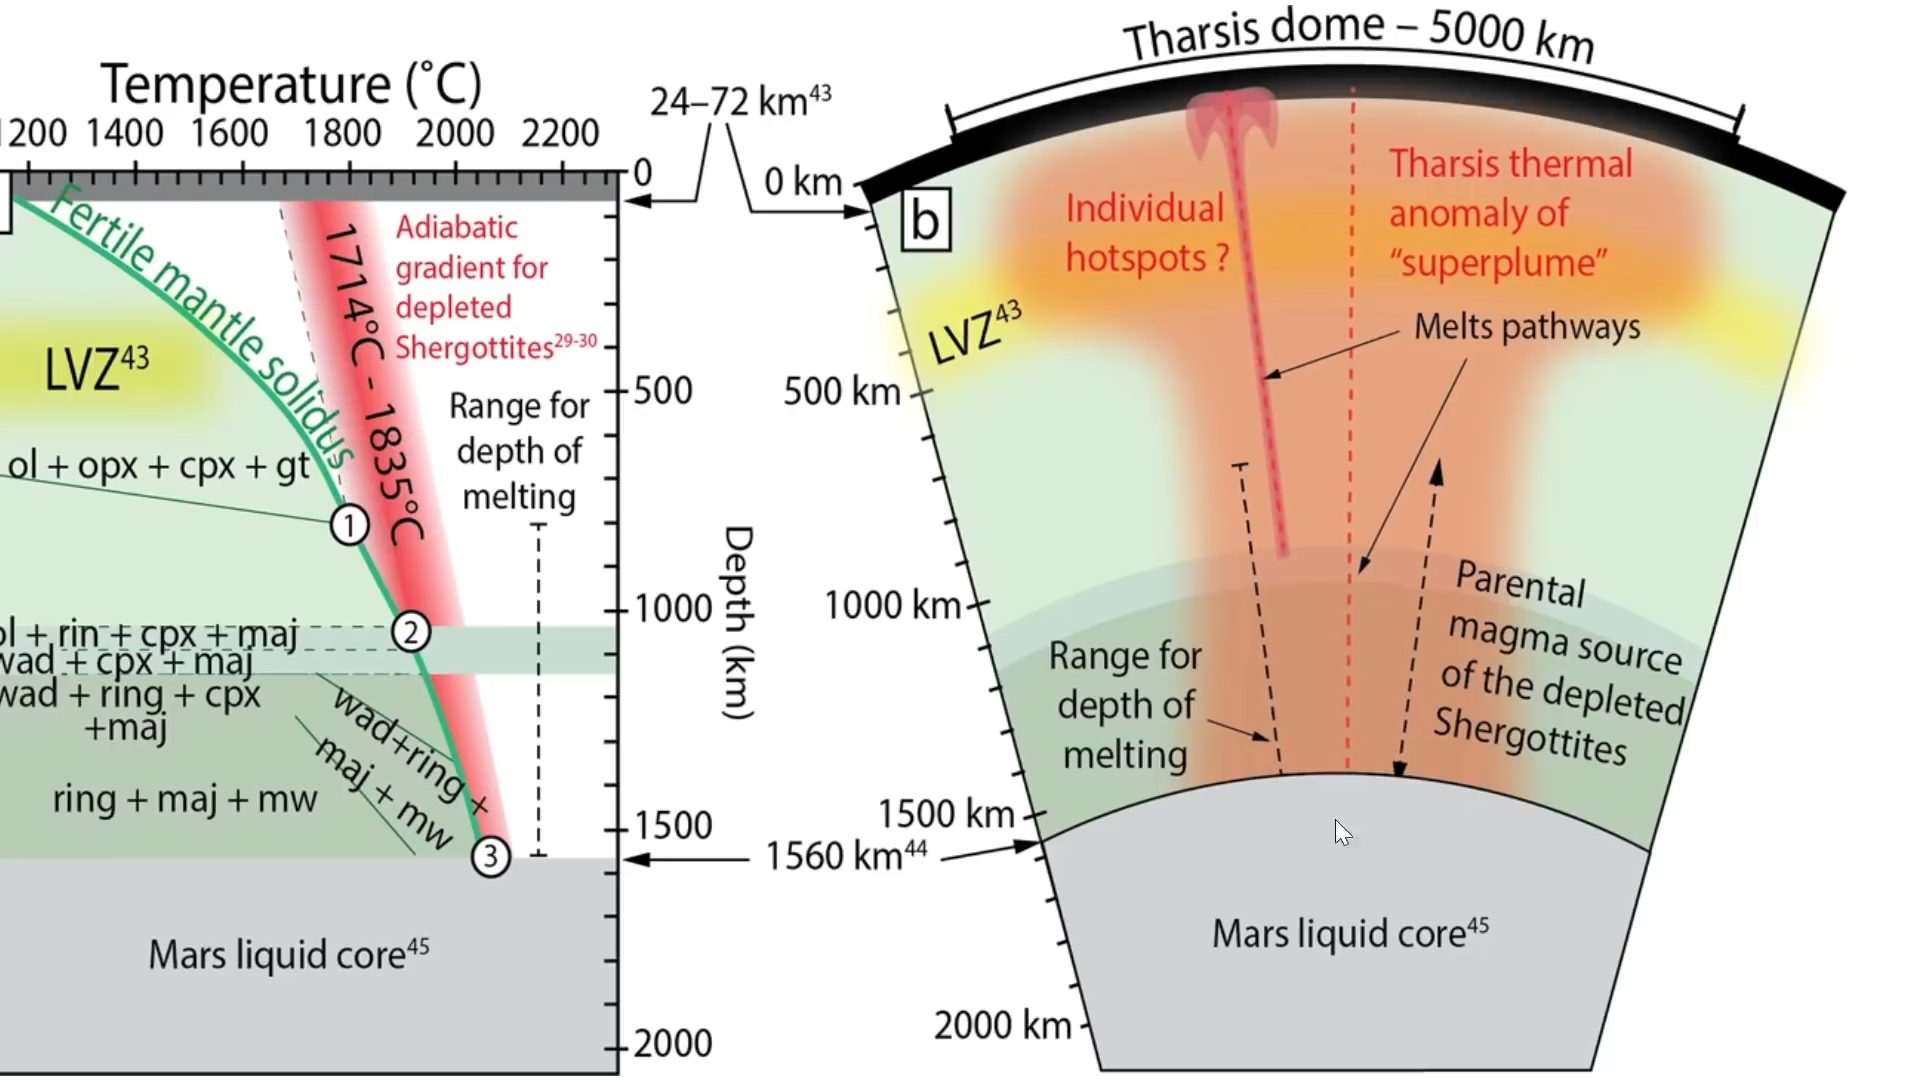 Temperature (˚C)
1200 1400 1600 1800 2000 2200
Fertile mantle solidus
1714°C - 1835°C
Adiabatic
gradient for
depleted
Shergottites29-30
LVZ43
Range for
depth of
melting
ol + opx + cpx + gt
1
2
3
ol + rin + cpx + maj
wad + cpx + maj
wad + ring + cpx
+maj
wad+ring +
maj + mw
ring + maj + mw
Mars liquid core45
0
500
1000
1500
2000
Depth (km)
24–72 km43
1560 km44
Tharsis dome – 5000 km
b
0 km
500 km
1000 km
1500 km
2000 km
Individual
hotspots ?
Tharsis thermal
anomaly of
“superplume”
LVZ43
Melts pathways
Range for
depth of
melting
Parental
magma source
of the depleted
Shergottites
Mars liquid core45